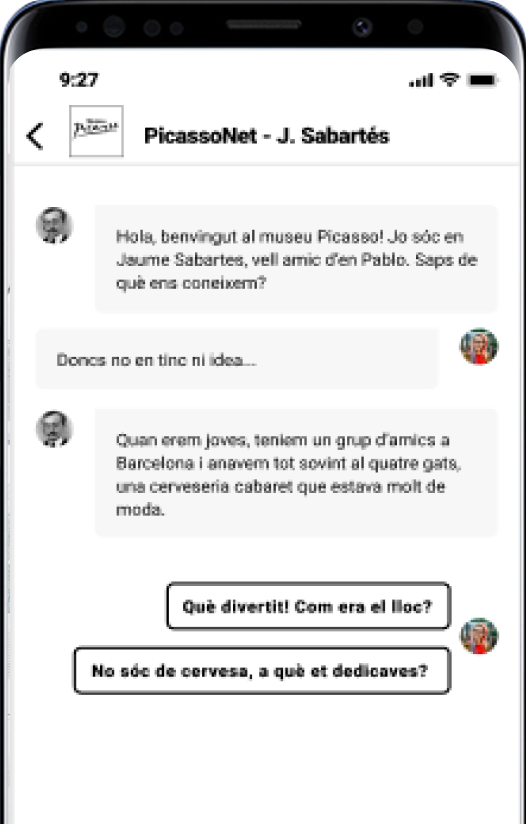 9:27
Picasso
PicassoNet - J. Sabartés
Hola, benvingut al museu Picasso! Jo sóc en
Jaume Sabartes, vell amic d'en Pablo. Saps de
què ens coneixem?
Doncs no en tinc ni idea...
Quan erem joves, teniem un grup d'amics a
Barcelona i anavem tot sovint al quatre gats,
una cerveseria cabaret que estava molt de
moda.
Què divertit! Com era el lloc?
No sóc de cervesa, a què et dedicaves?